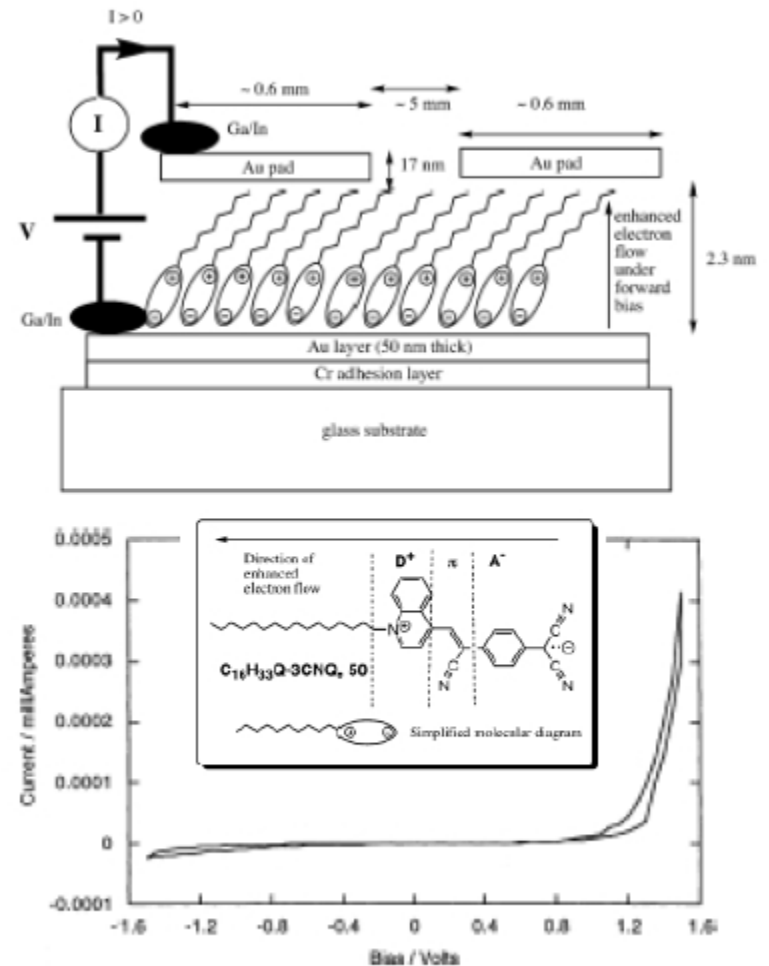 I > 0
~ 0.6 mm
~ 5 mm
~ 0.6 mm
I
Ga/In
Au pad
17 nm
Au pad
V
enhanced
electron
flow
under
forward
bias
2.3 nm
Ga/In
Au layer (50 nm thick)
Cr adhesion layer
glass substrate
0.0005
0.0004
0.0003
0.0002
0.0001
0
-0.0001
Current / milliAmperes
Direction of
enhanced
electron flow
D⁺
π
A⁻
N⊕
C
N
C
N
C
N
⊖
C₁₆H₃₃Q-3CNQ, 50
Simplified molecular diagram
-1.6
-1.2
-0.8
-0.4
0
0.4
0.8
1.2
1.6
Bias / Volts